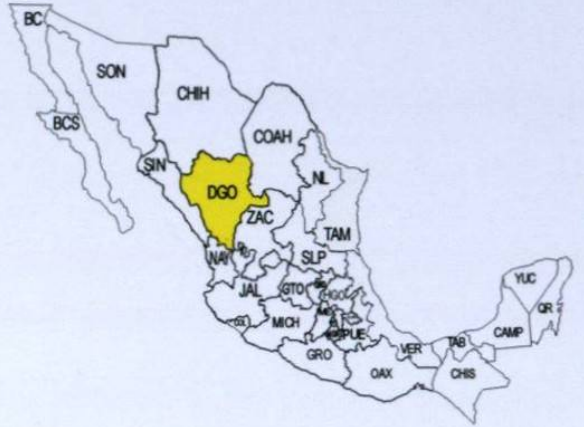 BC
SON
CHIH
BCS
COAH
SIN
NL
DGO
ZAC
TAM
NAY
SLP
JAL
GTO
HGO
MICH
PUE
VER
TAB
YUC
QR
CAMP
GRO
OAX
CHIS